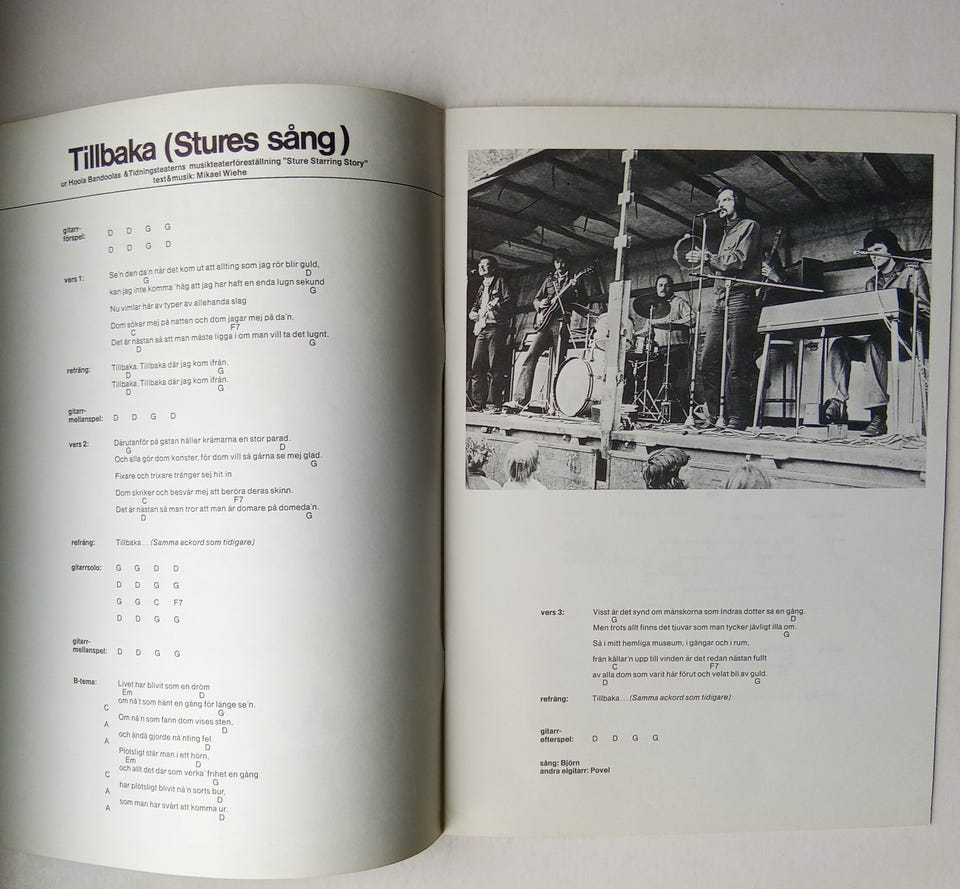 Tillbaka (Stures sång)
ur Hoola Bandoolas &Tidningsteaterns musikteaterföreställning "Sture Starring Story"
text&musik: Mikael Wiehe
gitarr-
förspel: D D G G
D D G D
vers 1: Se'n den da'n när det kom ut att allting som jag rör blir guld,
G D
kan jag inte komma 'håg att jag har haft en enda lugn sekund
G
Nu vimlar här av typer av allehanda slag
Dom söker mej på natten och dom jagar mej på da'n.
C F7
Det är nästan så att man måste ligga i om man vill ta det lugnt.
D G
refräng: Tillbaka. Tillbaka där jag kom ifrån.
D G
Tillbaka. Tillbaka där jag kom ifrån.
D G
gitarr-
mellanspel: D D G D
vers 2: Därutanför på gatan håller krämarna en stor parad.
G D
Och alla gör dom konster, för dom vill så gärna se mej glad.
G
Fixare och trixare tränger sej hit in
Dom skriker och besvär mej att beröra deras skinn.
C F7
Det är nästan så man tror att man är domare på domeda'n.
D G
refräng: Tillbaka... (Samma ackord som tidigare)
gitarrsolo: G G D D
D D G G
G G C F7
D D G G
gitarr-
mellanspel: D D G G
B-tema: Livet har blivit som en dröm
Em D
om nå't som hänt en gång för länge se'n.
C G
Om nå'n som fann dom vises sten,
A D
och ändå gjorde nå'nting fel.
A D
Plötsligt står man i ett hörn,
Em D
och allt det där som verka' frihet en gång
C G
har plötsligt blivit nå'n sorts bur,
A D
som man har svårt att komma ur.
A D
vers 3: Visst är det synd om mänskorna som Indras dotter sa en gång.
G D
Men trots allt finns det tjuvar som man tycker jävligt illa om.
G
Så i mitt hemliga museum, i gångar och i rum,
från källar'n upp till vinden är det redan nästan fullt
C F7
av alla dom som varit här förut och velat bli av guld.
D G
refräng: Tillbaka... (Samma ackord som tidigare)
gitarr-
efterspel: D D G G
sång: Björn
andra elgitarr: Povel